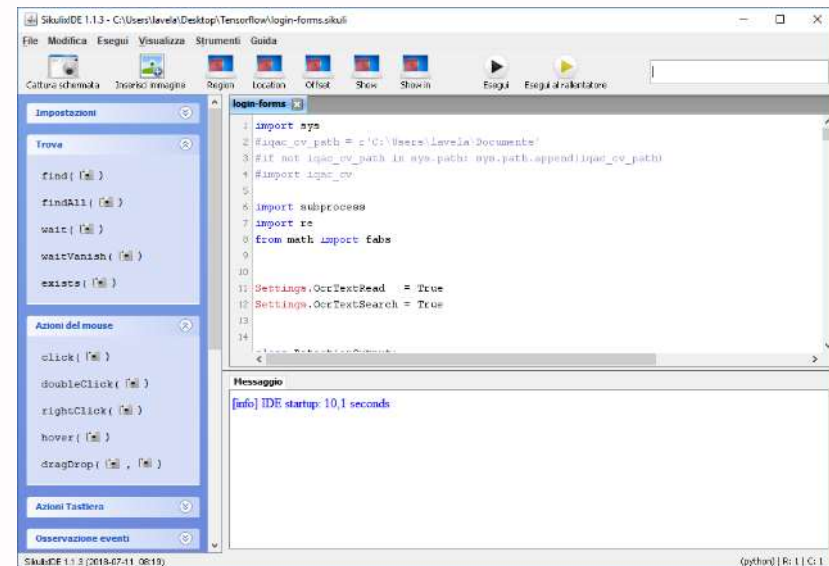 SikulixIDE 1.1.3 - C:\Users\lavela\Desktop\Tensorflow\login-forms.sikuli
File Modifica Esegui Visualizza Strumenti Guida
Cattura schermata Inserisci immagine Region Location Offset Show Show in Esegui Esegui al rallentatore
Impostazioni
Trova
find( )
findAll( )
wait( )
waitVanish( )
exists( )
Azioni del mouse
click( )
doubleClick( )
rightClick( )
hover( )
dragDrop( , )
Azioni Tastiera
Osservazione eventi
login-forms
1 import sys
2 #iqac_cv_path = r'C:\Users\lavela\Documents'
3 #if not iqac_cv_path in sys.path: sys.path.append(iqac_cv_path)
4 #import iqac_cv
5
6 import subprocess
7 import re
8 from math import fabs
9
10
11 Settings.OcrTextRead = True
12 Settings.OcrTextSearch = True
13
14
Messaggio
[info] IDE startup: 10,1 seconds
SikulixIDE 1.1.3 (2018-07-11_08:19)
(python) | R: 1 | C: 1